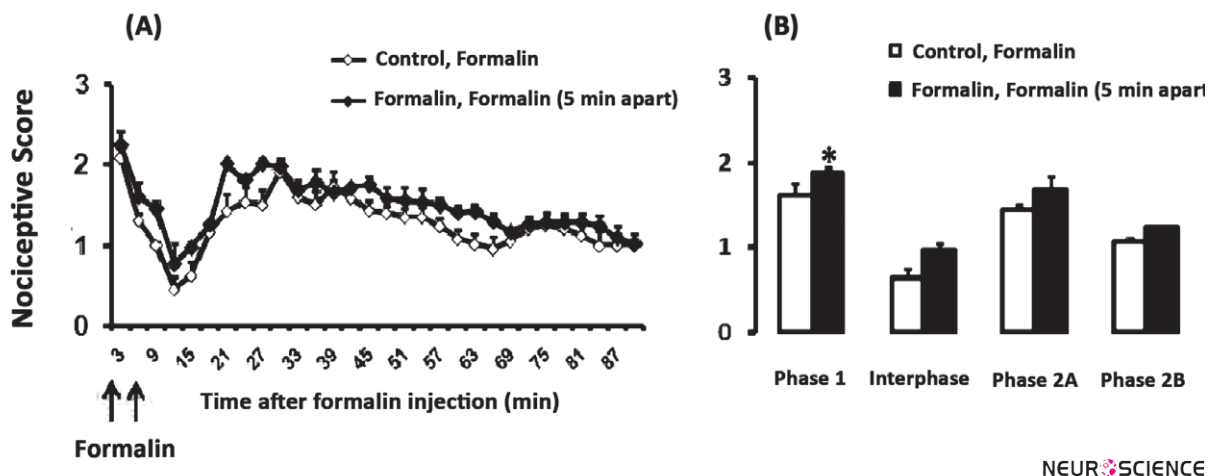 (A)
Control, Formalin
Formalin, Formalin (5 min apart)
Nociceptive Score
3
2
1
0
3 9 15 21 27 33 39 45 51 57 63 69 75 81 87
Time after formalin injection (min)
Formalin
(B)
Control, Formalin
Formalin, Formalin (5 min apart
3
2
1
0
*
Phase 1 Interphase Phase 2A Phase 2B
NEUROSCIENCE